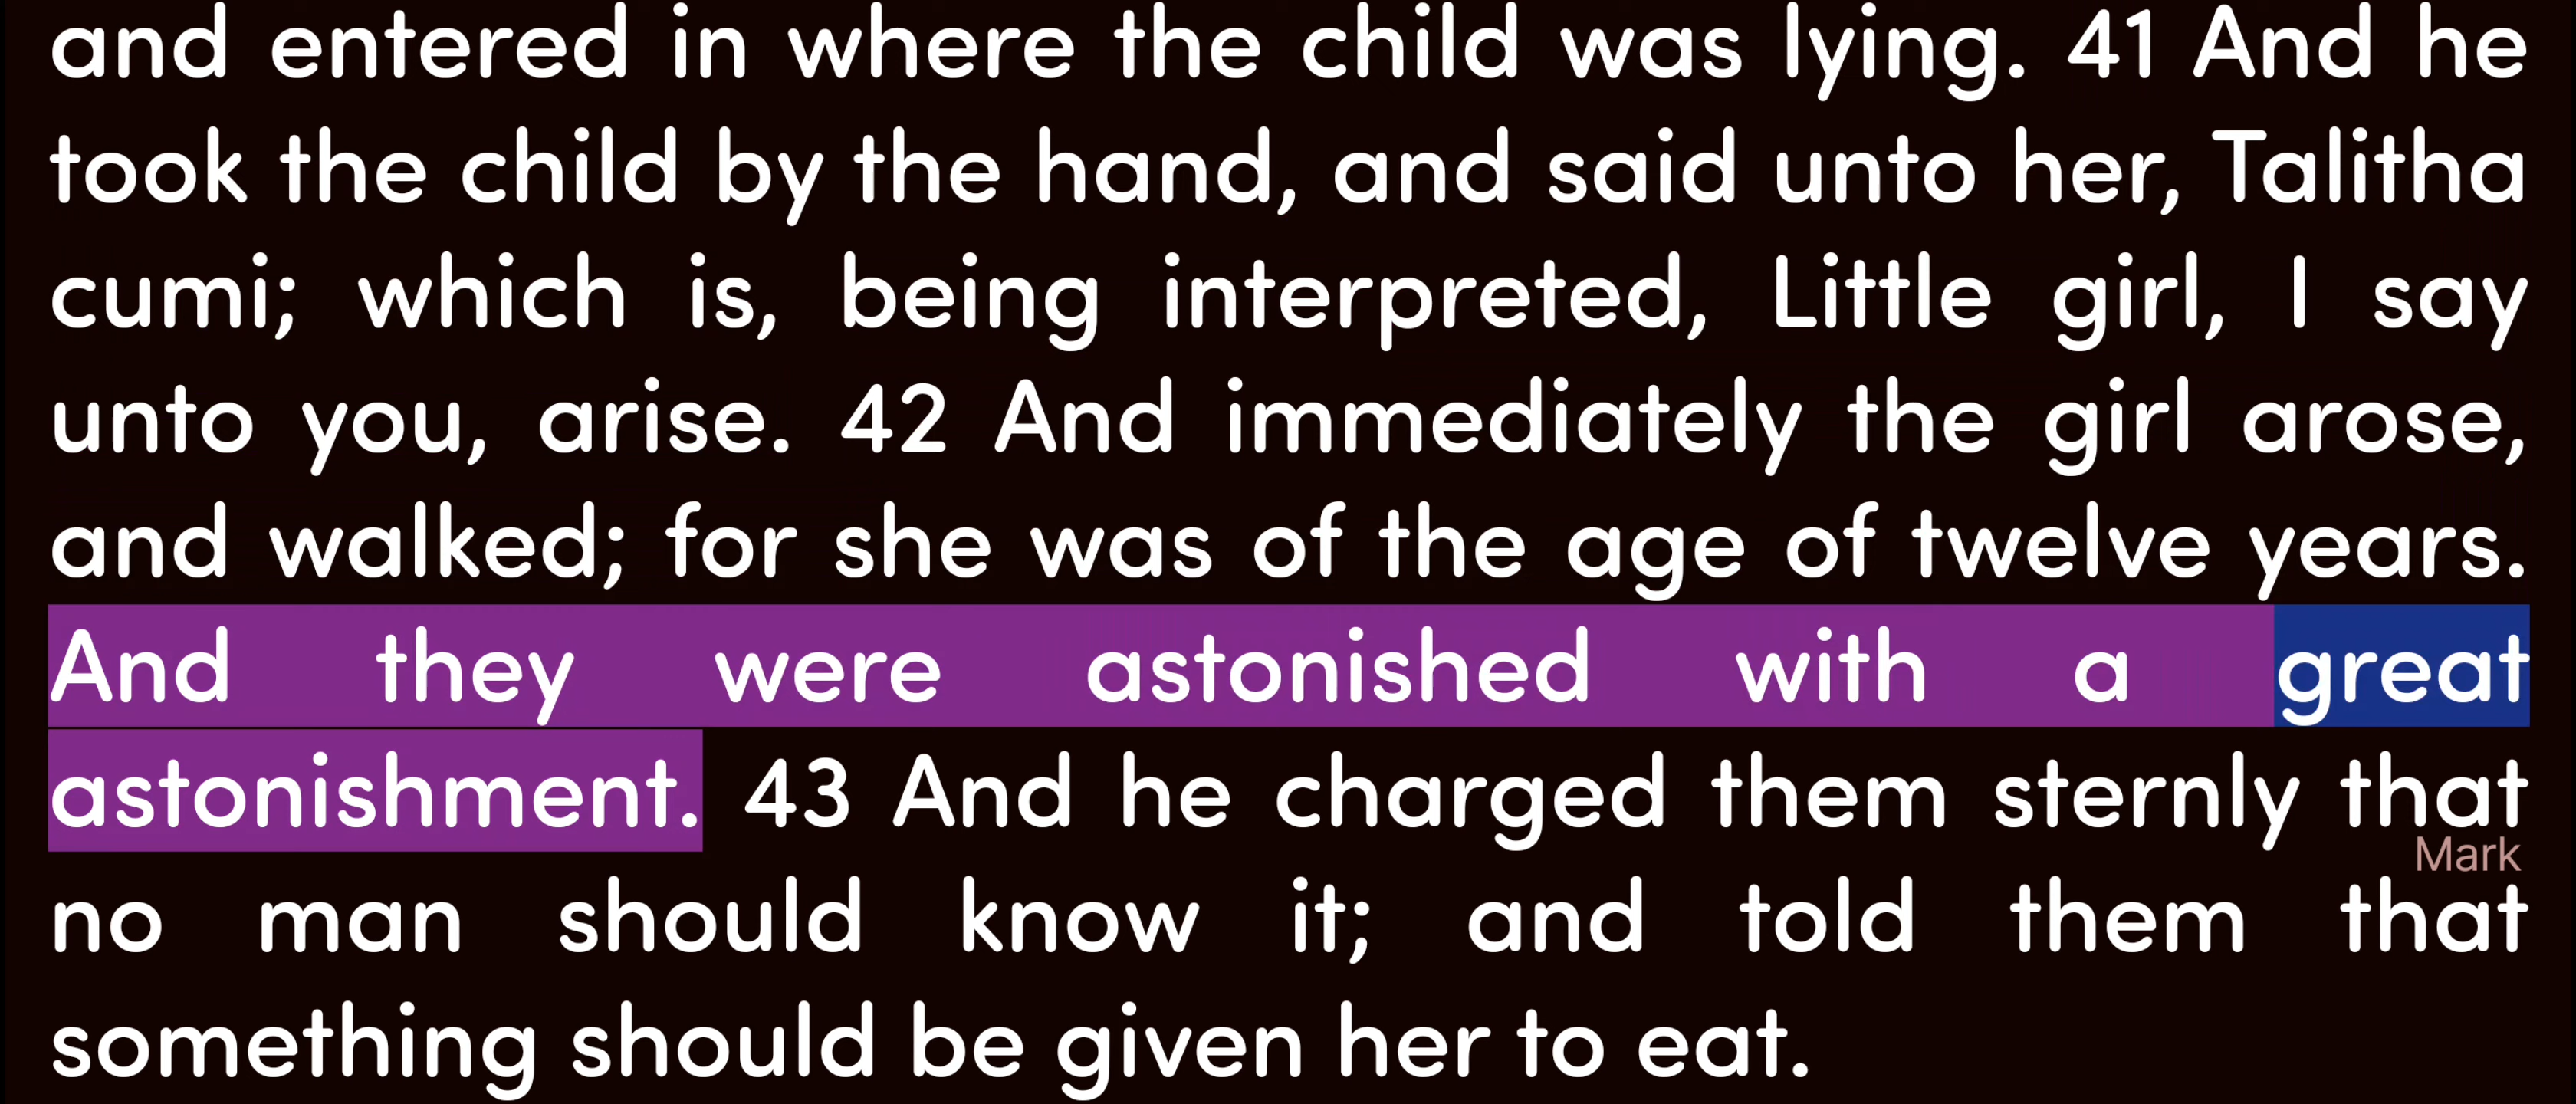 and entered in where the child was lying. 41 And he
took the child by the hand, and said unto her, Talitha
cumi; which is, being interpreted, Little girl, I say
unto you, arise. 42 And immediately the girl arose,
and walked; for she was of the age of twelve years.
And they were astonished with a great
astonishment. 43 And he charged them sternly that
Mark
no man should know it; and told them that
something should be given her to eat.